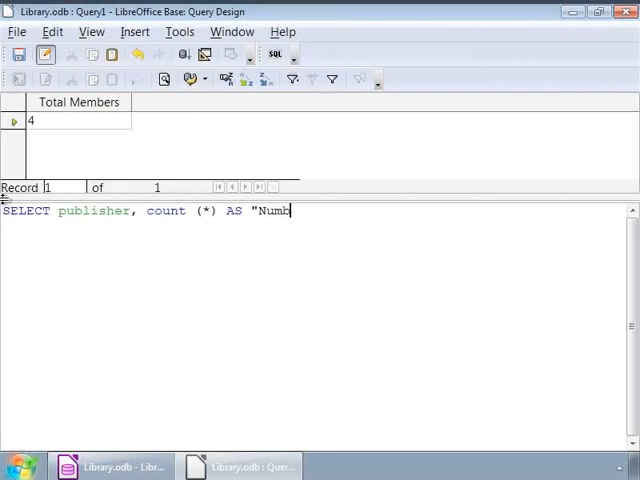 Library.odb : Query1 - LibreOffice Base: Query Design
File Edit View Insert Tools Window Help
SQL
Total Members
4
Record 1 of 1
SELECT publisher, count (*) AS "Numb
Library.odb - Libr... Library.odb : Quer...